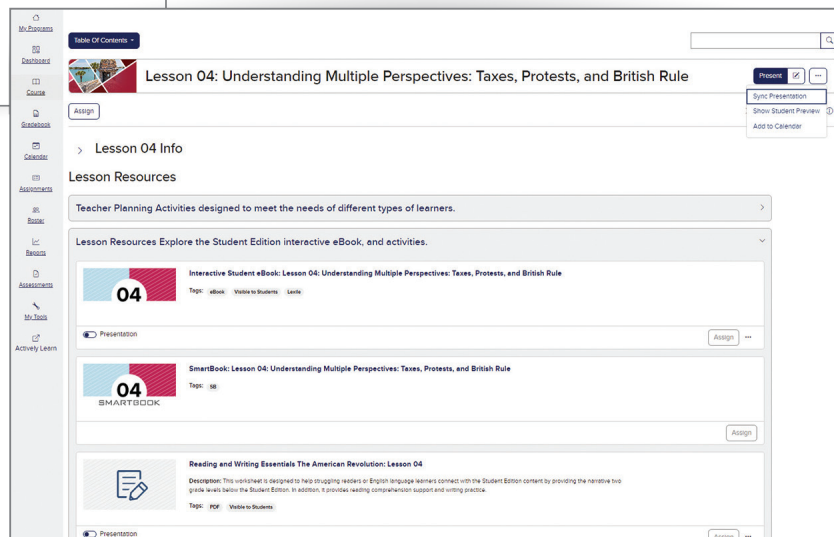 My Programs
Dashboard
Course
Gradebook
Calendar
Assignments
Roster
Reports
Assessments
My Tools
Actively Learn
Table Of Contents
Lesson 04: Understanding Multiple Perspectives: Taxes, Protests, and British Rule
Present
Sync Presentation
Show Student Preview
Add to Calendar
Assign
Lesson 04 Info
Lesson Resources
Teacher Planning Activities designed to meet the needs of different types of learners.
Lesson Resources Explore the Student Edition interactive eBook, and activities.
04
Interactive Student eBook: Lesson 04: Understanding Multiple Perspectives: Taxes, Protests, and British Rule
Tags: eBook Visible to Students Lexile
Presentation
Assign
04
SMARTBOOK
SmartBook: Lesson 04: Understanding Multiple Perspectives: Taxes, Protests, and British Rule
Tags: SB
Assign
Reading and Writing Essentials The American Revolution: Lesson 04
Description: This worksheet is designed to help struggling readers or English language learners connect with the Student Edition content by providing the narrative two
grade levels below the Student Edition. In addition, it provides reading comprehension support and writing practice.
Tags: PDF Visible to Students
Presentation
Assign